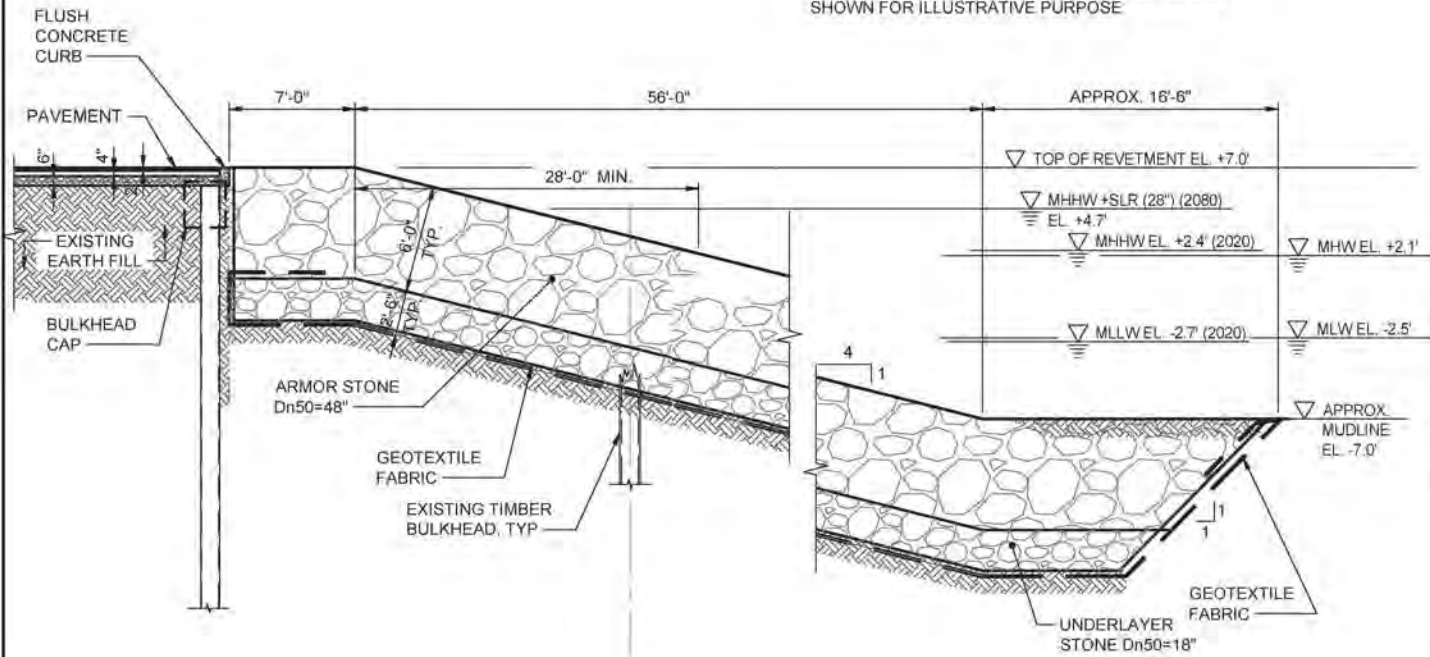 SHOWN FOR ILLUSTRATIVE PURPOSE
FLUSH
CONCRETE
CURB
PAVEMENT
7'-0"
56'-0"
APPROX. 16'-6"
6"
4"
2"
28'-0" MIN.
TOP OF REVETMENT EL. +7.0'
MHHW +SLR (28") (2080)
EL. +4.7'
MHHW EL. +2.4' (2020)
MHW EL. +2.1'
EXISTING
EARTH FILL
6'-0"
TYP.
BULKHEAD
CAP
2'-6"
TYP.
MLLW EL. -2.7' (2020)
MLW EL. -2.5'
4
1
ARMOR STONE
Dn50=48"
APPROX.
MUDLINE
EL. -7.0'
GEOTEXTILE
FABRIC
EXISTING TIMBER
BULKHEAD, TYP
1
1
GEOTEXTILE
FABRIC
UNDERLAYER
STONE Dn50=18"